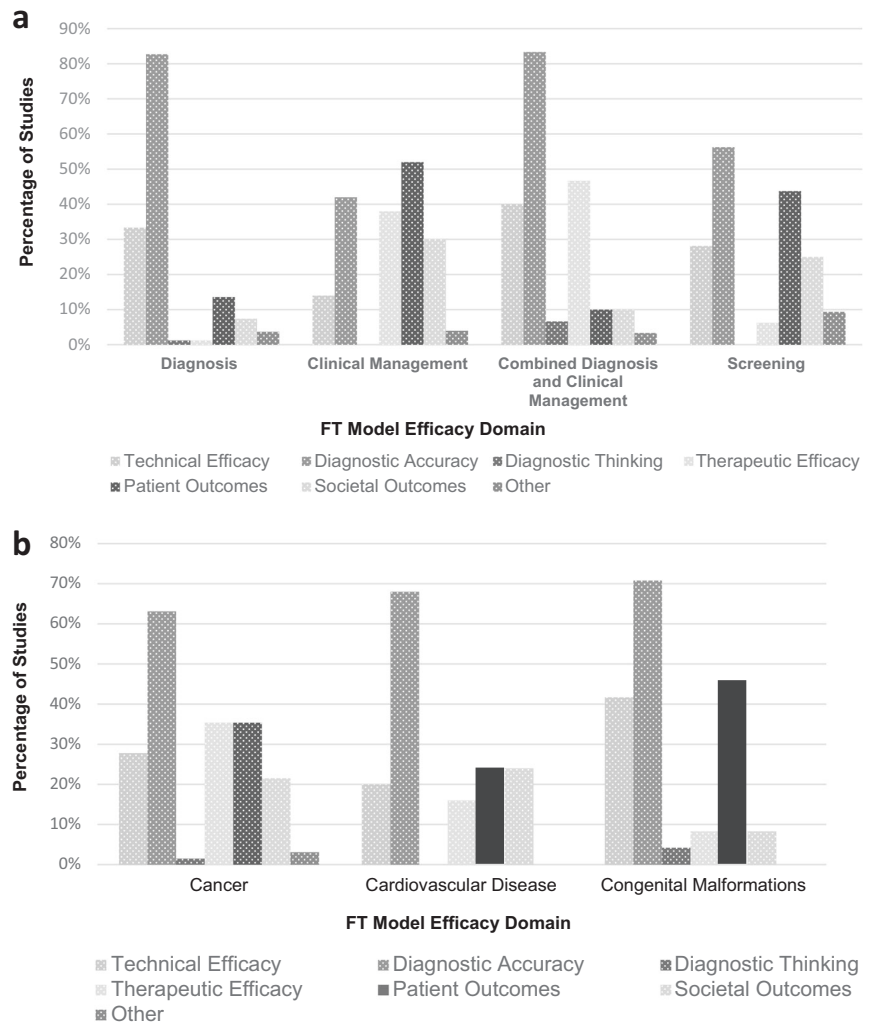 a
90%
80%
70%
60%
50%
40%
30%
20%
10%
0%
Percentage of Studies
Diagnosis
Clinical Management
Combined Diagnosis
and Clinical
Management
Screening
FT Model Efficacy Domain
Technical Efficacy
Diagnostic Accuracy
Diagnostic Thinking
Therapeutic Efficacy
Patient Outcomes
Societal Outcomes
Other
b
80%
70%
60%
50%
40%
30%
20%
10%
0%
Percentage of Studies
Cancer
Cardiovascular Disease
Congenital Malformations
FT Model Efficacy Domain
Technical Efficacy
Diagnostic Accuracy
Diagnostic Thinking
Therapeutic Efficacy
Patient Outcomes
Societal Outcomes
Other